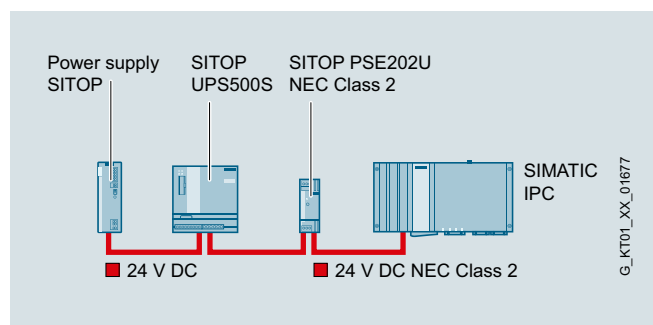 Power supply
SITOP
SITOP
UPS500S
SITOP PSE202U
NEC Class 2
SIMATIC
IPC
24 V DC
24 V DC NEC Class 2
G_KT01_XX_01677